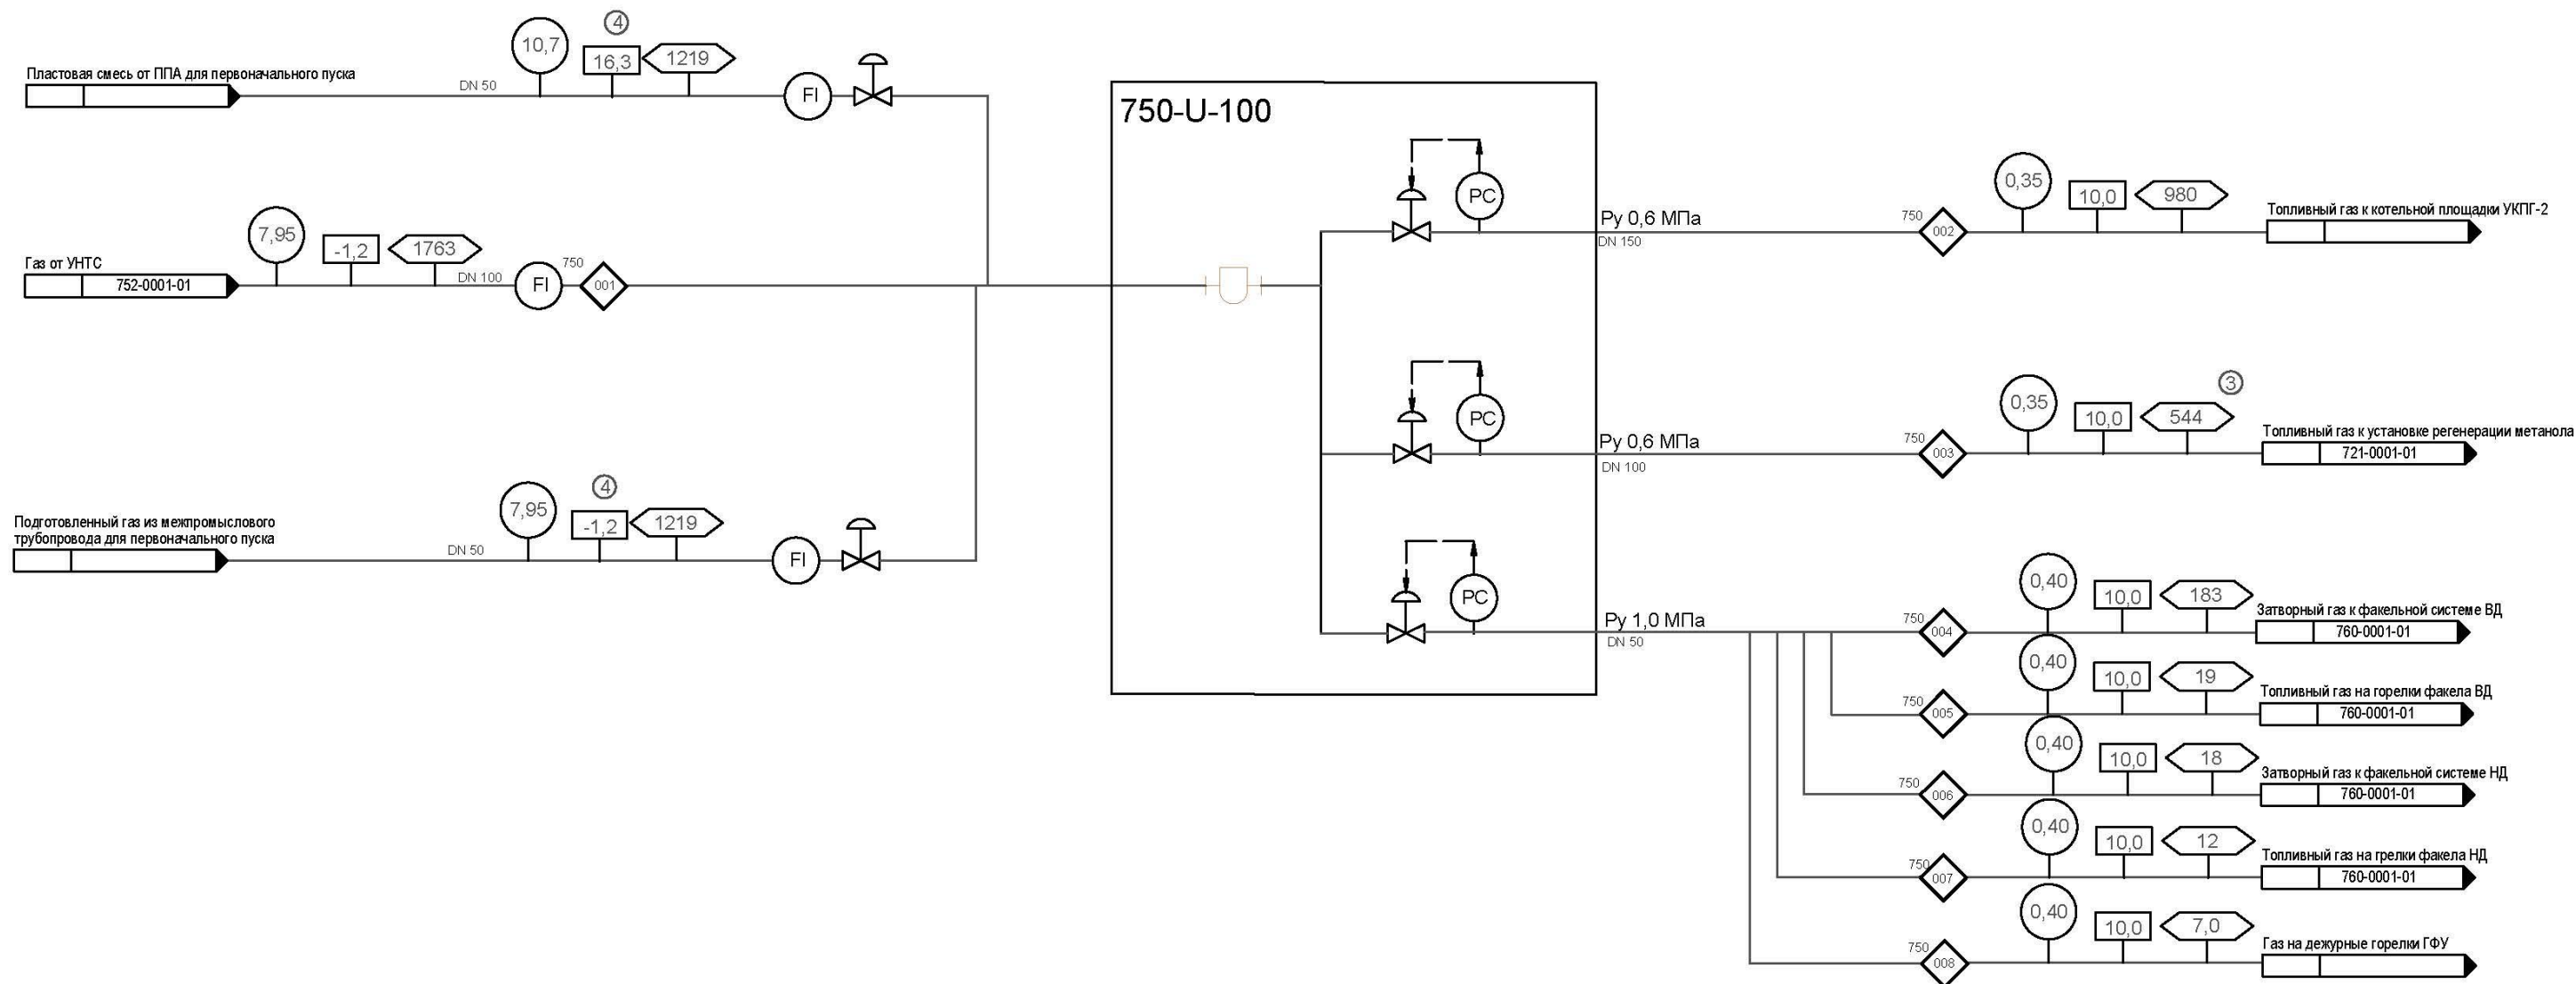 4
10,7
16,3
1219
Пластовая смесь от ППА для первоначального пуска
DN 50
FI
7,95
-1,2
1763
Газ от УНТС
752-0001-01
DN 100
FI
750
001
4
7,95
-1,2
1219
Подготовленный газ из межпромыслового
трубопровода для первоначального пуска
DN 50
FI
750-U-100
PC
PC
PC
Ру 0,6 МПа
DN 150
750
002
0,35
10,0
980
Топливный газ к котельной площадки УКПГ-2
Ру 0,6 МПа
DN 100
750
003
0,35
10,0
544
3
Топливный газ к установке регенерации метанола
721-0001-01
Ру 1,0 МПа
DN 50
750
004
0,40
10,0
183
Затворный газ к факельной системе ВД
760-0001-01
750
005
0,40
10,0
19
Топливный газ на горелки факела ВД
760-0001-01
750
006
0,40
10,0
18
Затворный газ к факельной системе НД
760-0001-01
750
007
0,40
10,0
12
Топливный газ на грелки факела НД
760-0001-01
750
008
0,40
10,0
7,0
Газ на дежурные горелки ГФУ